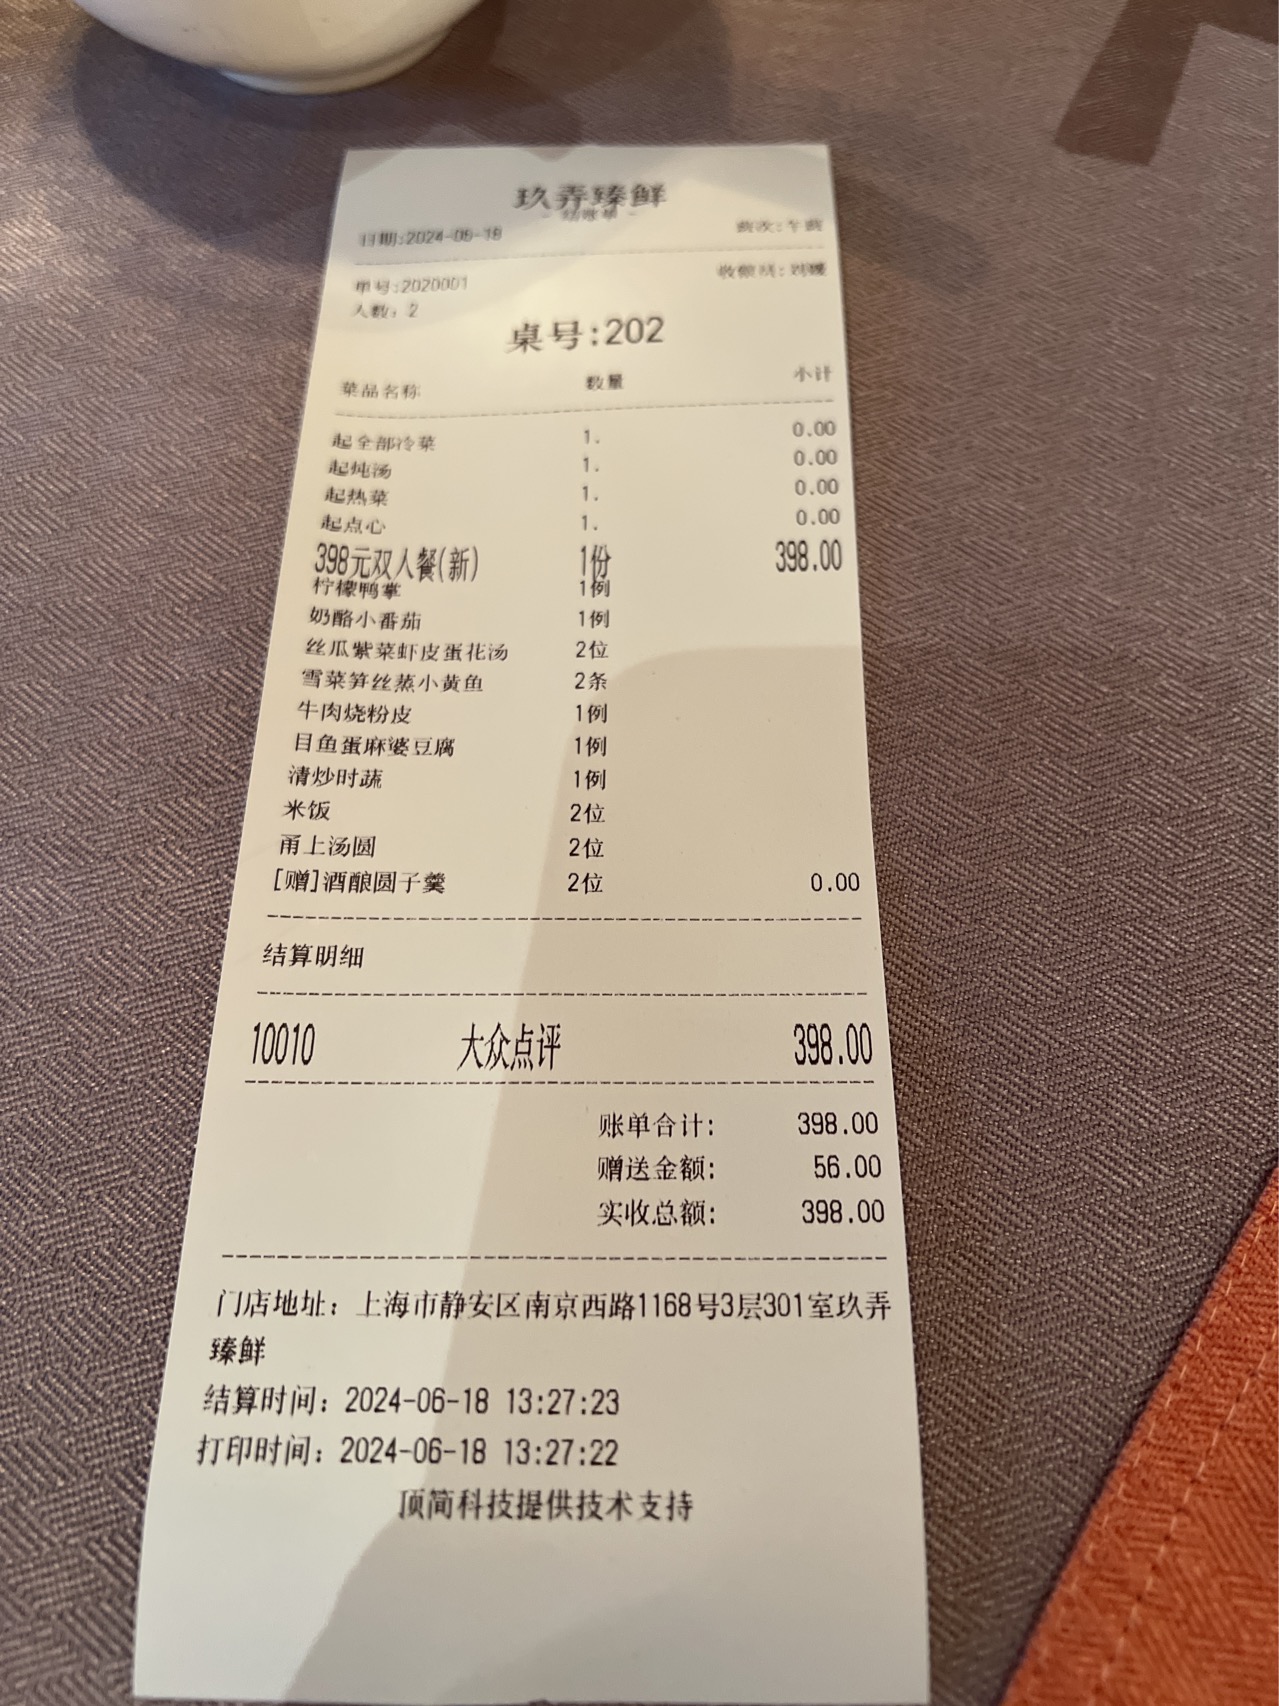 玖弄臻鲜
- 结账单 -
日期:2024-06-18 餐次:午餐
单号:2020001 收银员:刘媛
人数: 2
桌号:202
菜品名称 数量 小计
起全部冷菜 1. 0.00
起炖汤 1. 0.00
起热菜 1. 0.00
起点心 1. 0.00
398元双人餐(新) 1份 398.00
柠檬鸭掌 1例
奶酪小番茄 1例
丝瓜紫菜虾皮蛋花汤 2位
雪菜笋丝蒸小黄鱼 2条
牛肉烧粉皮 1例
目鱼蛋麻婆豆腐 1例
清炒时蔬 1例
米饭 2位
甬上汤圆 2位
[赠]酒酿圆子羹 2位 0.00
结算明细
10010 大众点评 398.00
账单合计: 398.00
赠送金额: 56.00
实收总额: 398.00
门店地址: 上海市静安区南京西路1168号3层301室玖弄
臻鲜
结算时间: 2024-06-18 13:27:23
打印时间: 2024-06-18 13:27:22
顶简科技提供技术支持